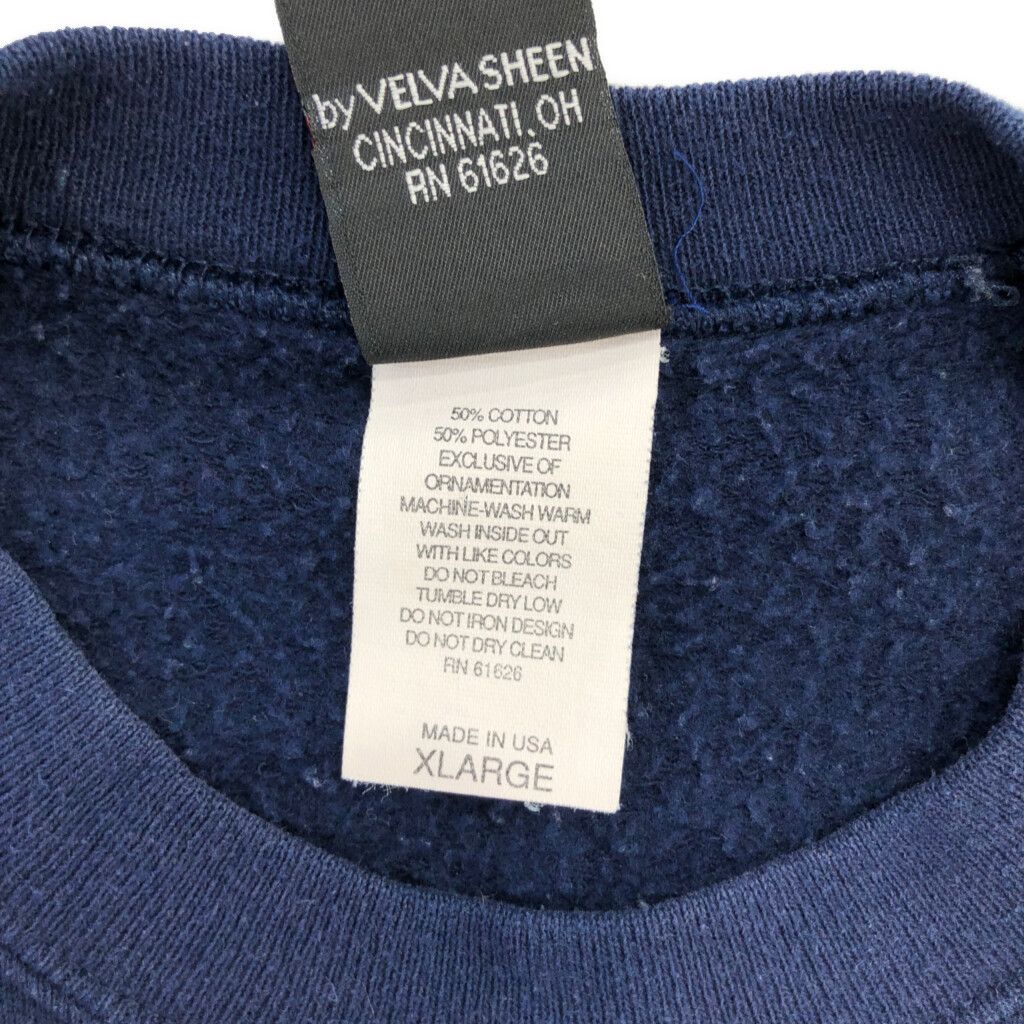 by VELVA SHEEN
CINCINNATI, OH
RN 61626
50% COTTON
50% POLYESTER
EXCLUSIVE OF
ORNAMENTATION
MACHINE-WASH WARM
WASH INSIDE OUT
WITH LIKE COLORS
DO NOT BLEACH
TUMBLE DRY LOW
DO NOT IRON DESIGN
DO NOT DRY CLEAN
RN 61626
MADE IN USA
XLARGE